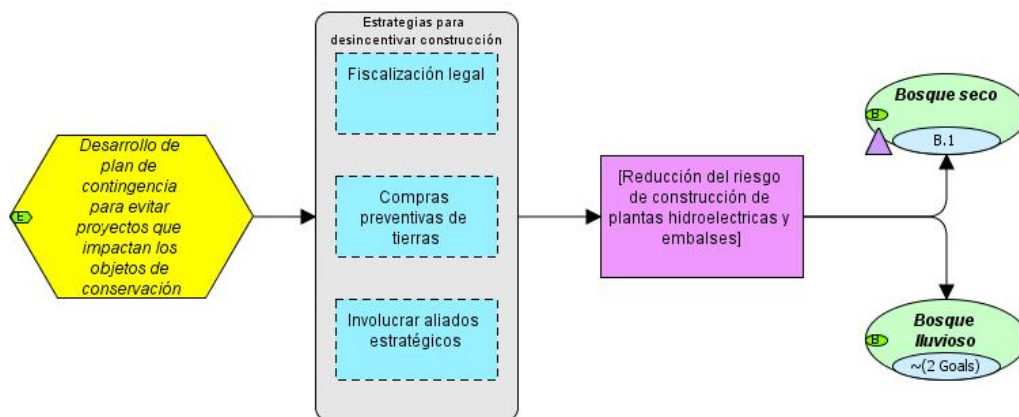 Estrategias para
desincentivar construcción
Fiscalización legal
Desarrollo de
plan de
contingencia
para evitar
proyectos que
impactan los
objetos de
conservación
E
Compras
preventivas de
tierras
Involucrar aliados
estratégicos
[Reducción del riesgo
de construcción de
plantas hidroelectricas y
embalses]
Bosque seco
B
B.1
Bosque
lluvioso
B
~(2 Goals)